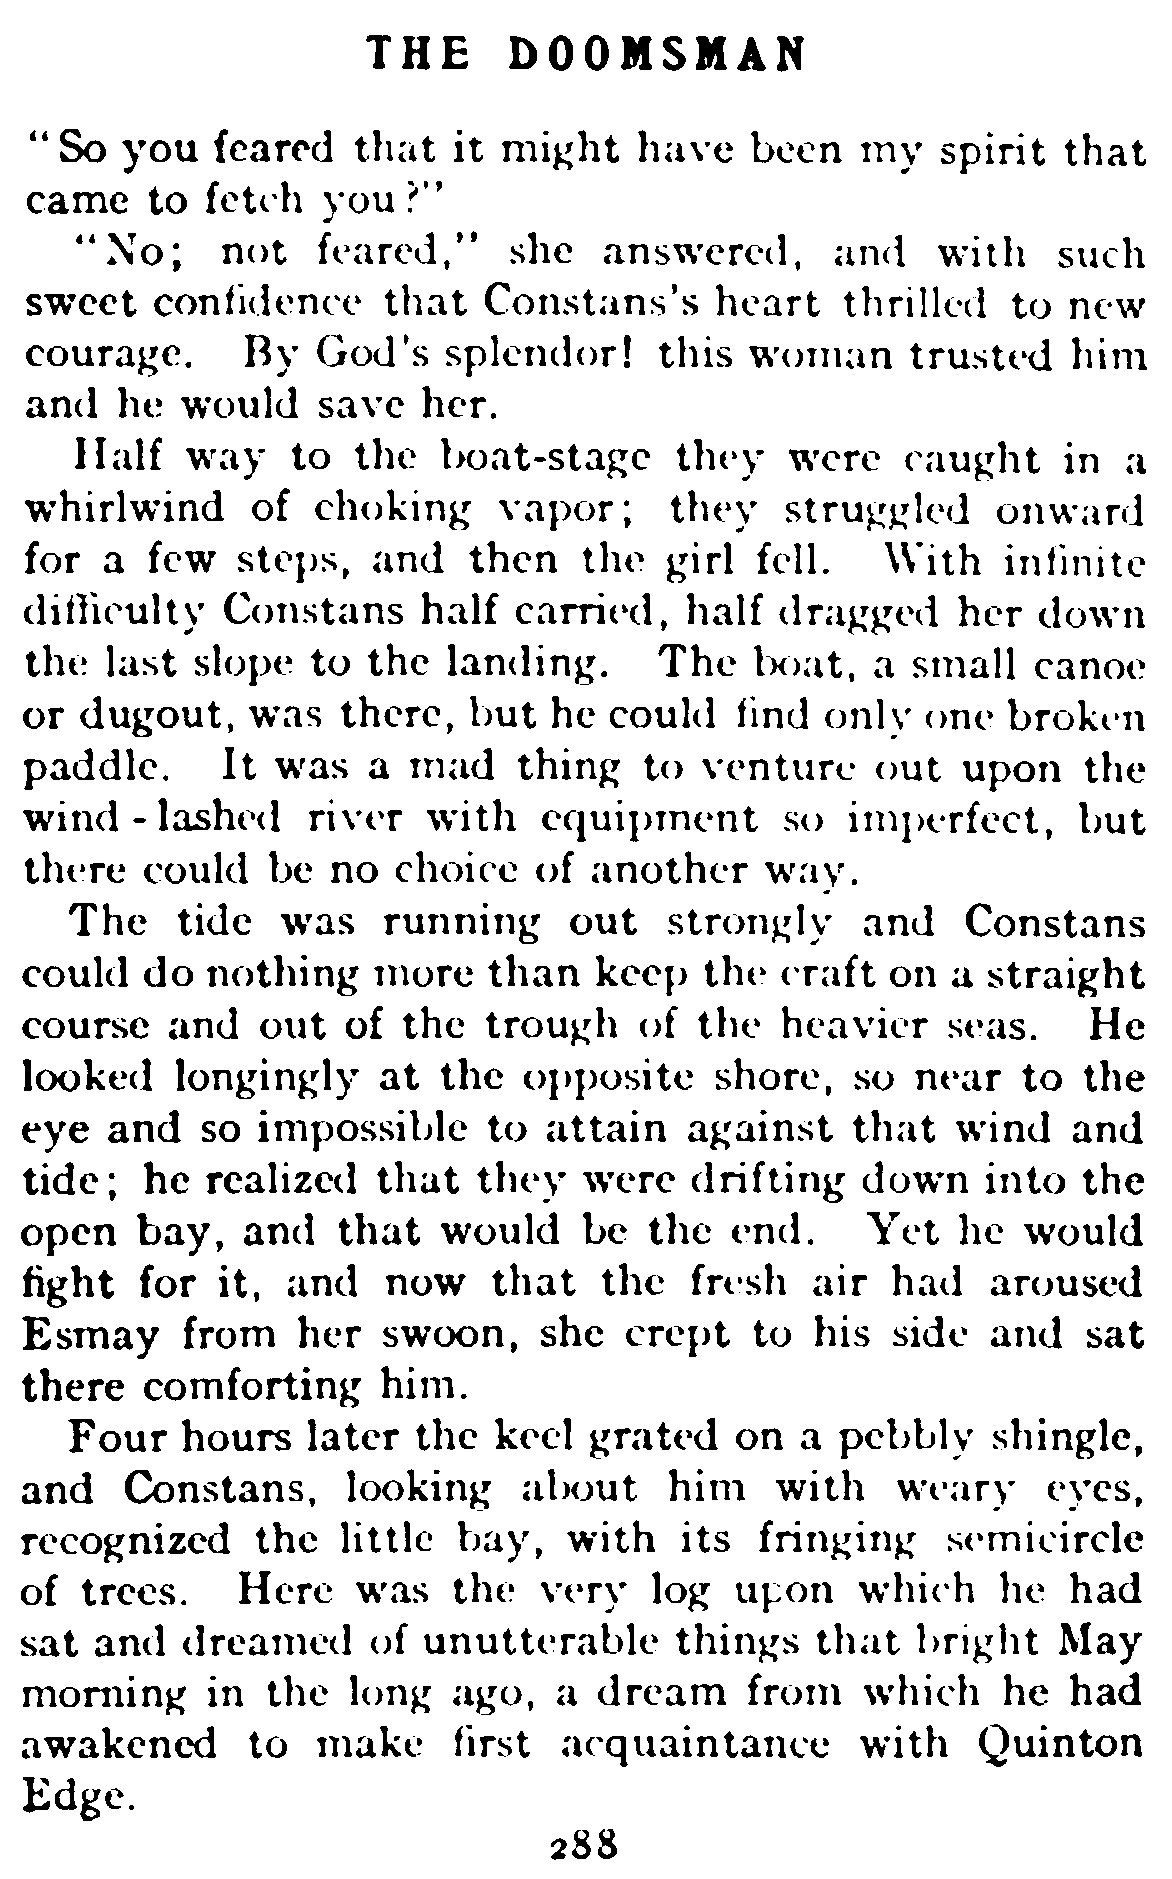 THE DOOMSMAN
"So you feared that it might have been my spirit that
came to fetch you?"
"No; not feared," she answered, and with such
sweet confidence that Constans's heart thrilled to new
courage. By God's splendor! this woman trusted him
and he would save her.
Half way to the boat-stage they were caught in a
whirlwind of choking vapor; they struggled onward
for a few steps, and then the girl fell. With infinite
difficulty Constans half carried, half dragged her down
the last slope to the landing. The boat, a small canoe
or dugout, was there, but he could find only one broken
paddle. It was a mad thing to venture out upon the
wind-lashed river with equipment so imperfect, but
there could be no choice of another way.
The tide was running out strongly and Constans
could do nothing more than keep the craft on a straight
course and out of the trough of the heavier seas. He
looked longingly at the opposite shore, so near to the
eye and so impossible to attain against that wind and
tide; he realized that they were drifting down into the
open bay, and that would be the end. Yet he would
fight for it, and now that the fresh air had aroused
Esmay from her swoon, she crept to his side and sat
there comforting him.
Four hours later the keel grated on a pebbly shingle,
and Constans, looking about him with weary eyes,
recognized the little bay, with its fringing semicircle
of trees. Here was the very log upon which he had
sat and dreamed of unutterable things that bright May
morning in the long ago, a dream from which he had
awakened to make first acquaintance with Quinton
Edge.
288